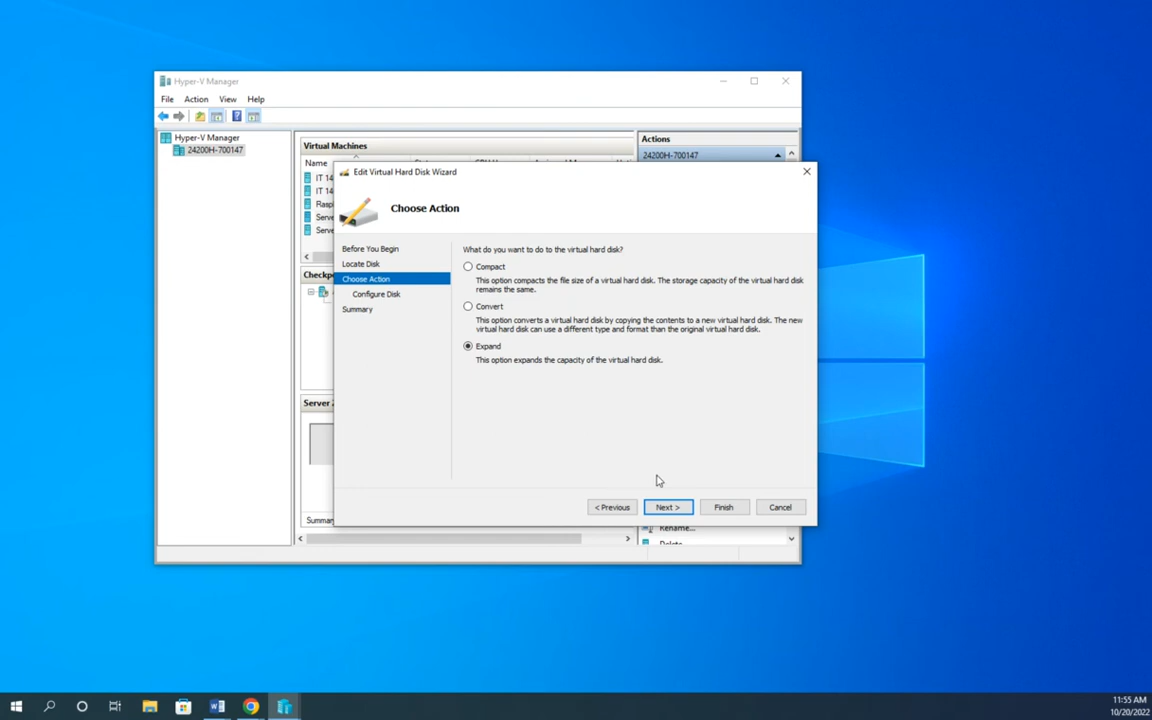 Hyper-V Manager
File Action View Help
Hyper-V Manager
24200H-700147
Virtual Machines
Name
IT 14
IT 14
Rasp
Serve
Serve
Checkp
Server
Summary
Actions
24200H-700147
Rename...
Delete
Edit Virtual Hard Disk Wizard
Choose Action
Before You Begin
Locate Disk
Choose Action
Configure Disk
Summary
What do you want to do to the virtual hard disk?
Compact
This option compacts the file size of a virtual hard disk. The storage capacity of the virtual hard disk
remains the same.
Convert
This option converts a virtual hard disk by copying the contents to a new virtual hard disk. The new
virtual hard disk can use a different type and format than the original virtual hard disk.
Expand
This option expands the capacity of the virtual hard disk.
< Previous Next > Finish Cancel
11:55 AM
10/20/2022